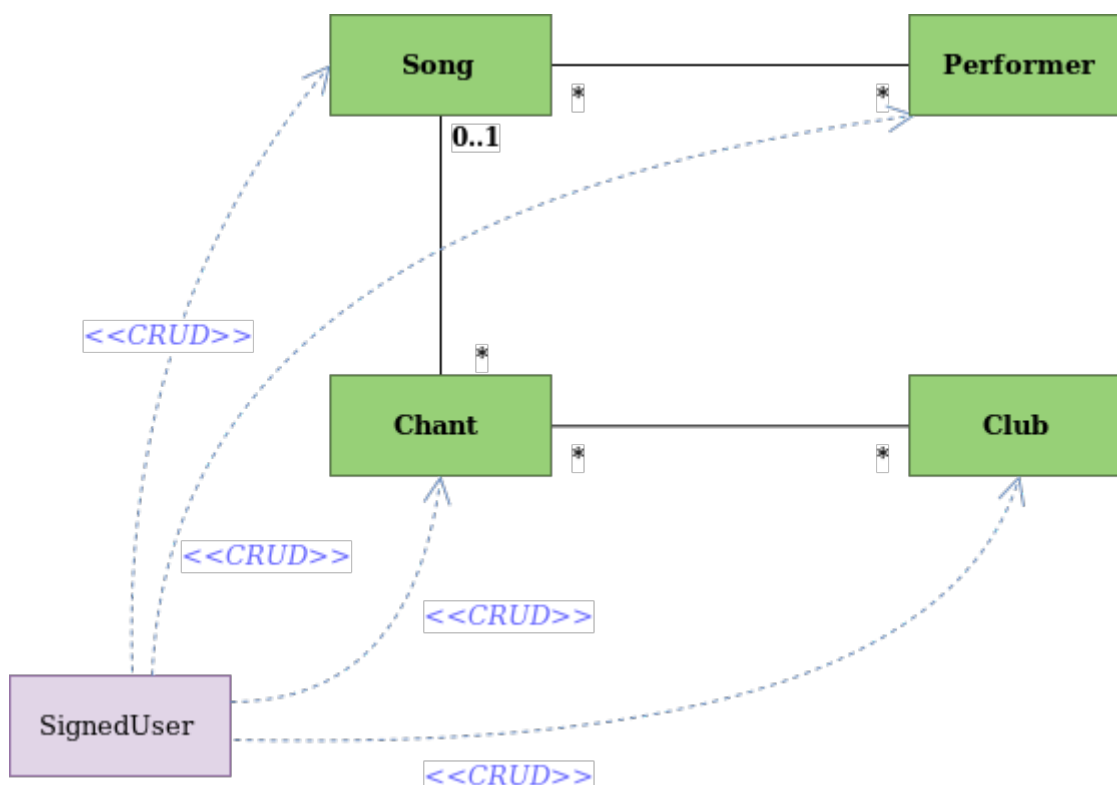 Song
Performer
*
*
0..1
<<CRUD>>
*
Chant
Club
*
*
<<CRUD>>
<<CRUD>>
SignedUser
<<CRUD>>